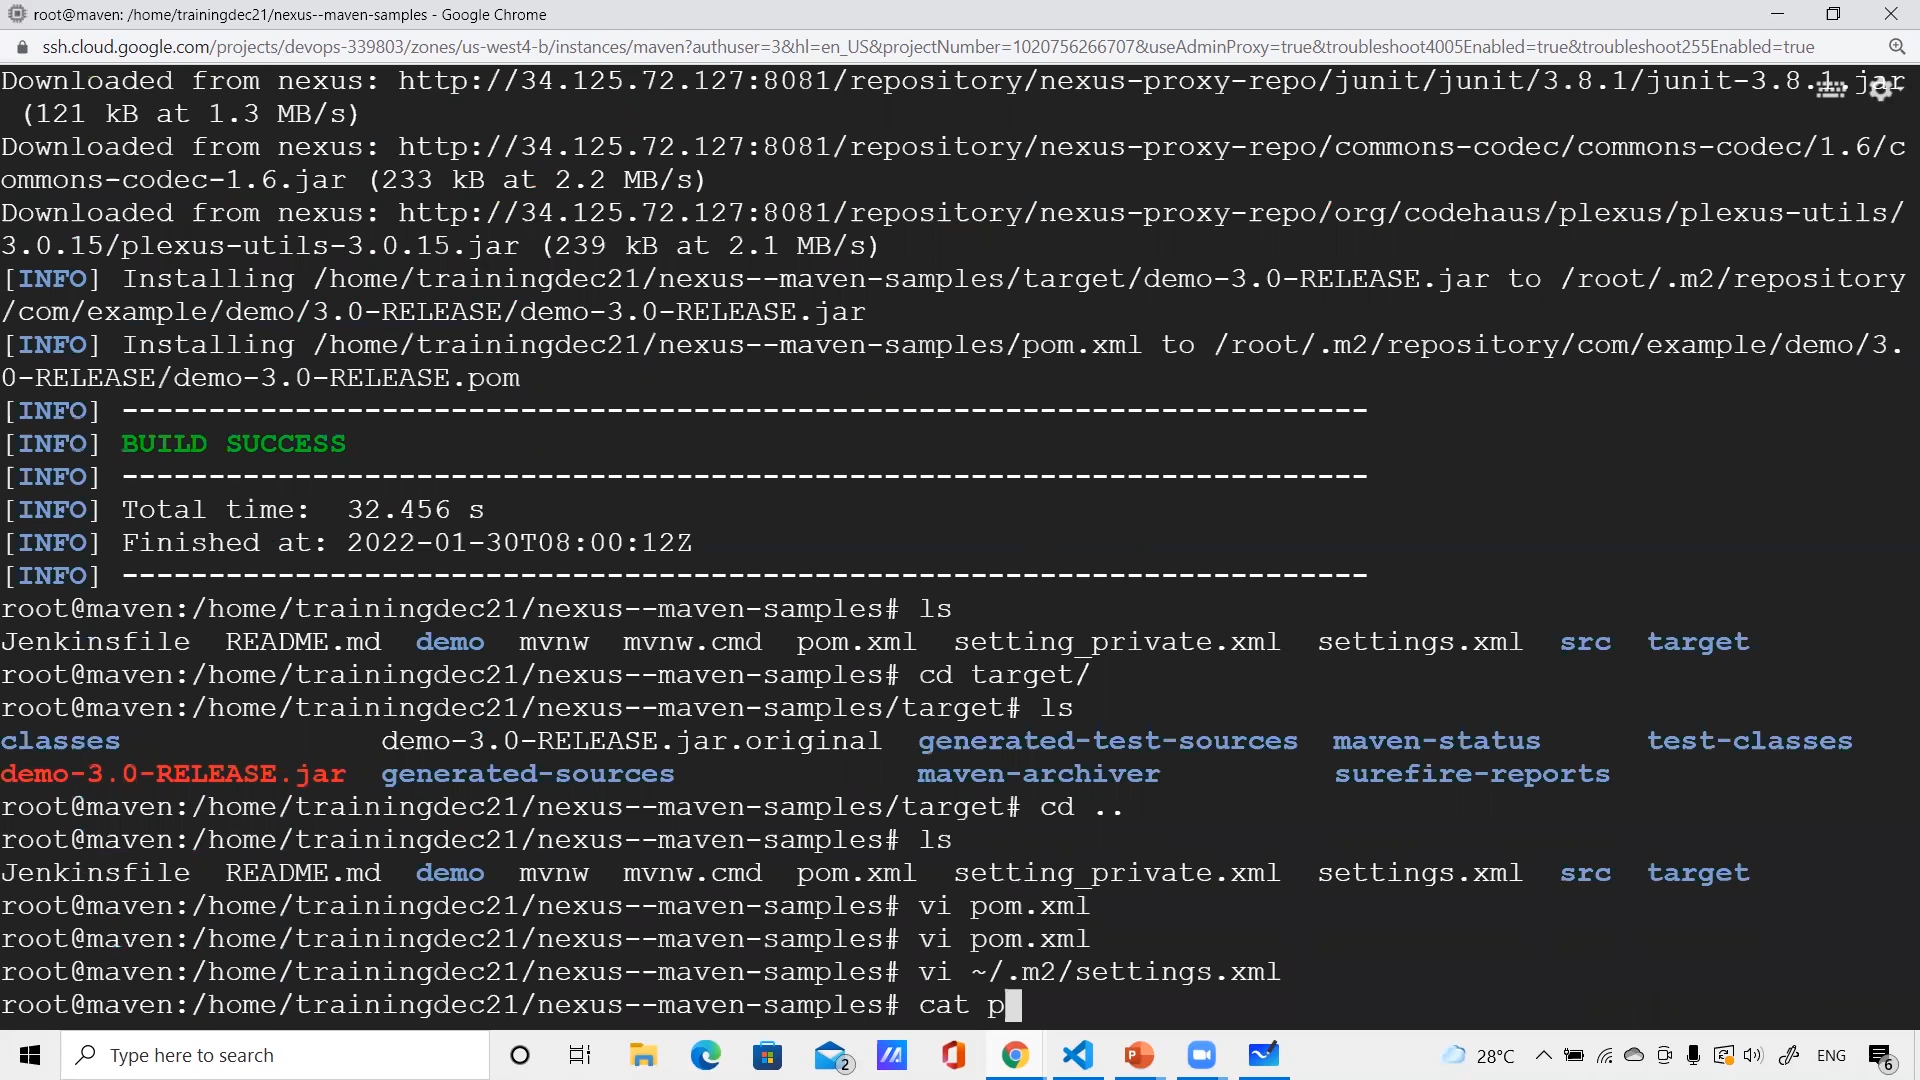 root@maven: /home/trainingdec21/nexus--maven-samples - Google Chrome
ssh.cloud.google.com/projects/devops-339803/zones/us-west4-b/instances/maven?authuser=3&hl=en_US&projectNumber=1020756266707&useAdminProxy=true&troubleshoot4005Enabled=true&troubleshoot255Enabled=true
Downloaded from nexus: http://34.125.72.127:8081/repository/nexus-proxy-repo/junit/junit/3.8.1/junit-3.8.1.jar
(121 kB at 1.3 MB/s)
Downloaded from nexus: http://34.125.72.127:8081/repository/nexus-proxy-repo/commons-codec/commons-codec/1.6/c
ommons-codec-1.6.jar (233 kB at 2.2 MB/s)
Downloaded from nexus: http://34.125.72.127:8081/repository/nexus-proxy-repo/org/codehaus/plexus/plexus-utils/
3.0.15/plexus-utils-3.0.15.jar (239 kB at 2.1 MB/s)
[INFO] Installing /home/trainingdec21/nexus--maven-samples/target/demo-3.0-RELEASE.jar to /root/.m2/repository
/com/example/demo/3.0-RELEASE/demo-3.0-RELEASE.jar
[INFO] Installing /home/trainingdec21/nexus--maven-samples/pom.xml to /root/.m2/repository/com/example/demo/3.
0-RELEASE/demo-3.0-RELEASE.pom
[INFO] ------------------------------------------------------------------------
[INFO] BUILD SUCCESS
[INFO] ------------------------------------------------------------------------
[INFO] Total time:  32.456 s
[INFO] Finished at: 2022-01-30T08:00:12Z
[INFO] ------------------------------------------------------------------------
root@maven:/home/trainingdec21/nexus--maven-samples# ls
Jenkinsfile  README.md  demo  mvnw  mvnw.cmd  pom.xml  setting_private.xml  settings.xml  src  target
root@maven:/home/trainingdec21/nexus--maven-samples# cd target/
root@maven:/home/trainingdec21/nexus--maven-samples/target# ls
classes  demo-3.0-RELEASE.jar.original  generated-test-sources  maven-status  test-classes
demo-3.0-RELEASE.jar  generated-sources  maven-archiver  surefire-reports
root@maven:/home/trainingdec21/nexus--maven-samples/target# cd ..
root@maven:/home/trainingdec21/nexus--maven-samples# ls
Jenkinsfile  README.md  demo  mvnw  mvnw.cmd  pom.xml  setting_private.xml  settings.xml  src  target
root@maven:/home/trainingdec21/nexus--maven-samples# vi pom.xml
root@maven:/home/trainingdec21/nexus--maven-samples# vi pom.xml
root@maven:/home/trainingdec21/nexus--maven-samples# vi ~/.m2/settings.xml
root@maven:/home/trainingdec21/nexus--maven-samples# cat p
Type here to search
2
28°C
ENG
6